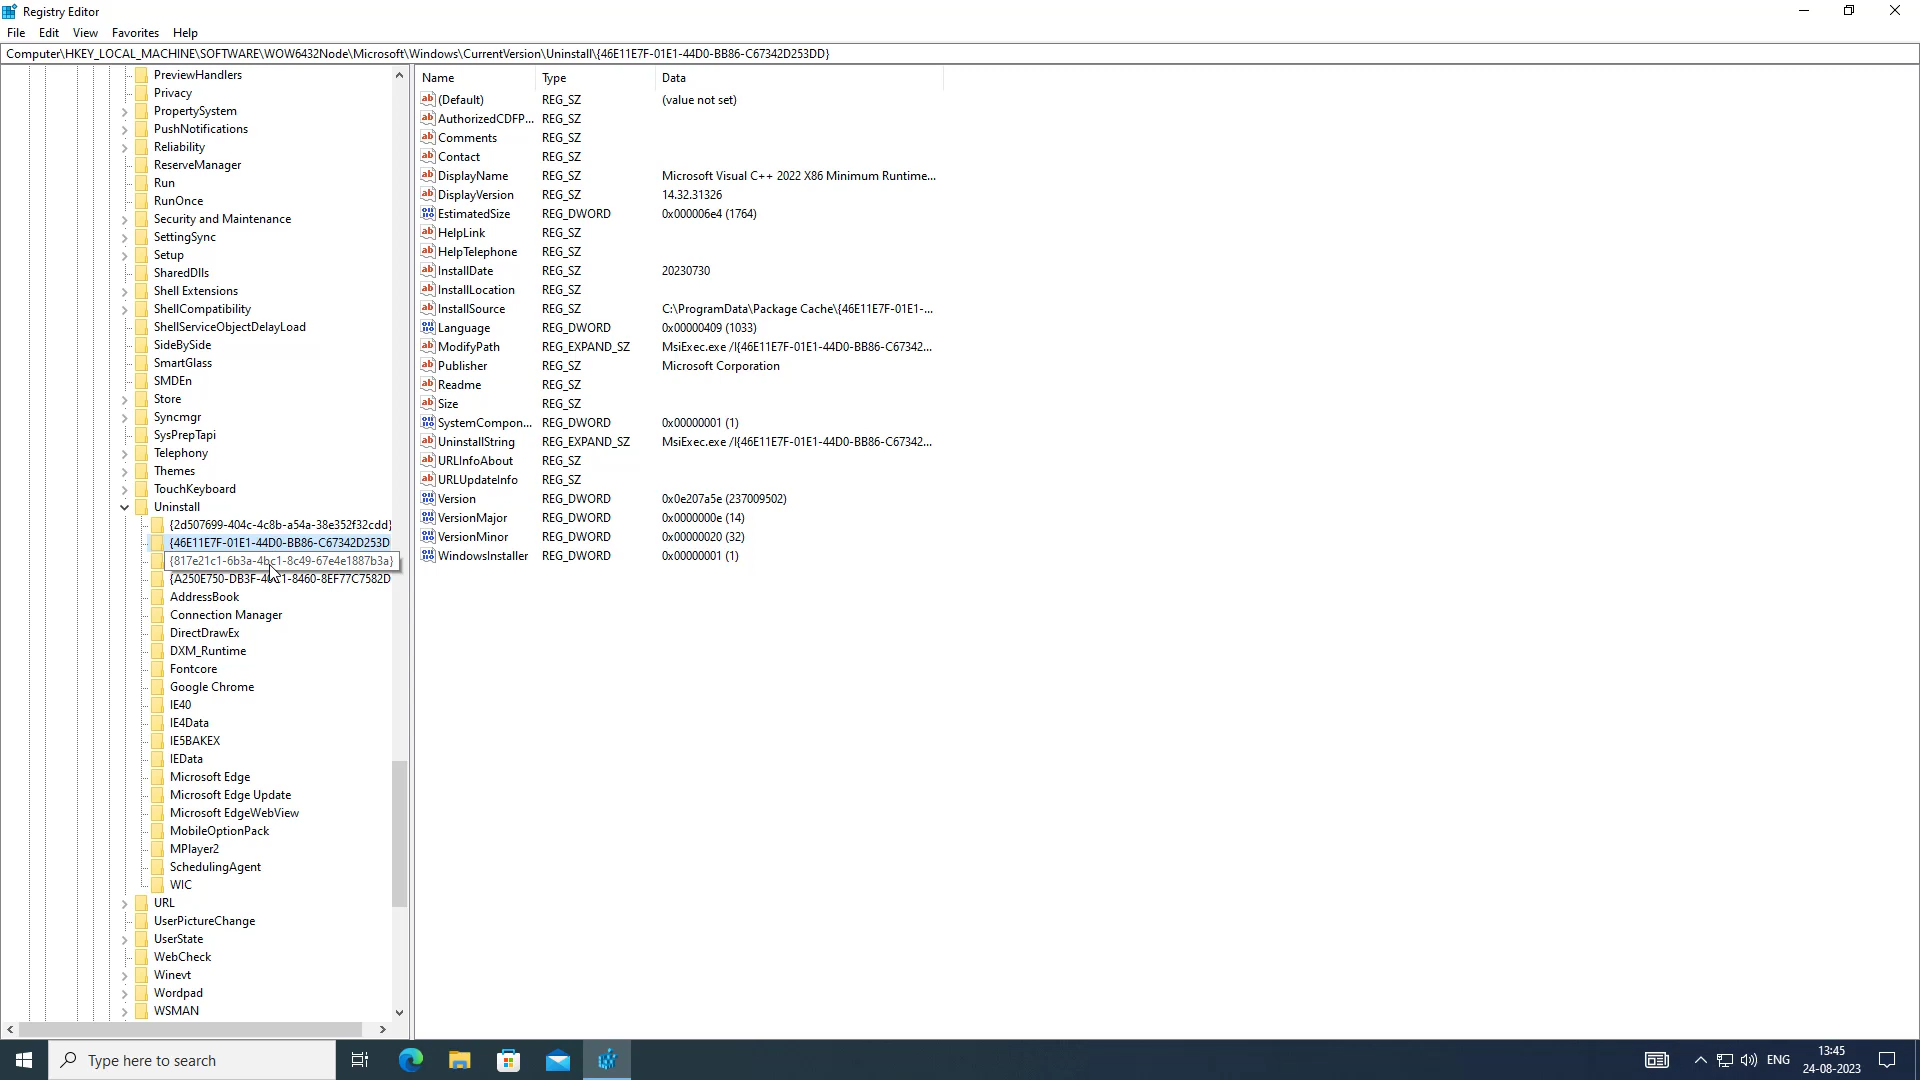 Registry Editor
File Edit View Favorites Help
Computer\HKEY_LOCAL_MACHINE\SOFTWARE\WOW6432Node\Microsoft\Windows\CurrentVersion\Uninstall\{46E11E7F-01E1-44D0-BB86-C67342D253DD}
PreviewHandlers
Privacy
PropertySystem
PushNotifications
Reliability
ReserveManager
Run
RunOnce
Security and Maintenance
SettingSync
Setup
SharedDlls
Shell Extensions
ShellCompatibility
ShellServiceObjectDelayLoad
SideBySide
SmartGlass
SMDEn
Store
Syncmgr
SysPrepTapi
Telephony
Themes
TouchKeyboard
Uninstall
{2d507699-404c-4c8b-a54a-38e352f32cdd}
{46E11E7F-01E1-44D0-BB86-C67342D253D
{817e21c1-6b3a-4bc1-8c49-67e4e1887b3a}
{A250E750-DB3F-40C1-8460-8EF77C7582D
AddressBook
Connection Manager
DirectDrawEx
DXM_Runtime
Fontcore
Google Chrome
IE40
IE4Data
IE5BAKEX
IEData
Microsoft Edge
Microsoft Edge Update
Microsoft EdgeWebView
MobileOptionPack
MPlayer2
SchedulingAgent
WIC
URL
UserPictureChange
UserState
WebCheck
Winevt
Wordpad
WSMAN
Name Type Data
(Default) REG_SZ (value not set)
AuthorizedCDFP... REG_SZ
Comments REG_SZ
Contact REG_SZ
DisplayName REG_SZ Microsoft Visual C++ 2022 X86 Minimum Runtime...
DisplayVersion REG_SZ 14.32.31326
EstimatedSize REG_DWORD 0x000006e4 (1764)
HelpLink REG_SZ
HelpTelephone REG_SZ
InstallDate REG_SZ 20230730
InstallLocation REG_SZ
InstallSource REG_SZ C:\ProgramData\Package Cache\{46E11E7F-01E1-...
Language REG_DWORD 0x00000409 (1033)
ModifyPath REG_EXPAND_SZ MsiExec.exe /I{46E11E7F-01E1-44D0-BB86-C67342...
Publisher REG_SZ Microsoft Corporation
Readme REG_SZ
Size REG_SZ
SystemCompon... REG_DWORD 0x00000001 (1)
UninstallString REG_EXPAND_SZ MsiExec.exe /I{46E11E7F-01E1-44D0-BB86-C67342...
URLInfoAbout REG_SZ
URLUpdateInfo REG_SZ
Version REG_DWORD 0x0e207a5e (237009502)
VersionMajor REG_DWORD 0x0000000e (14)
VersionMinor REG_DWORD 0x00000020 (32)
WindowsInstaller REG_DWORD 0x00000001 (1)
Type here to search
ENG
13:45
24-08-2023